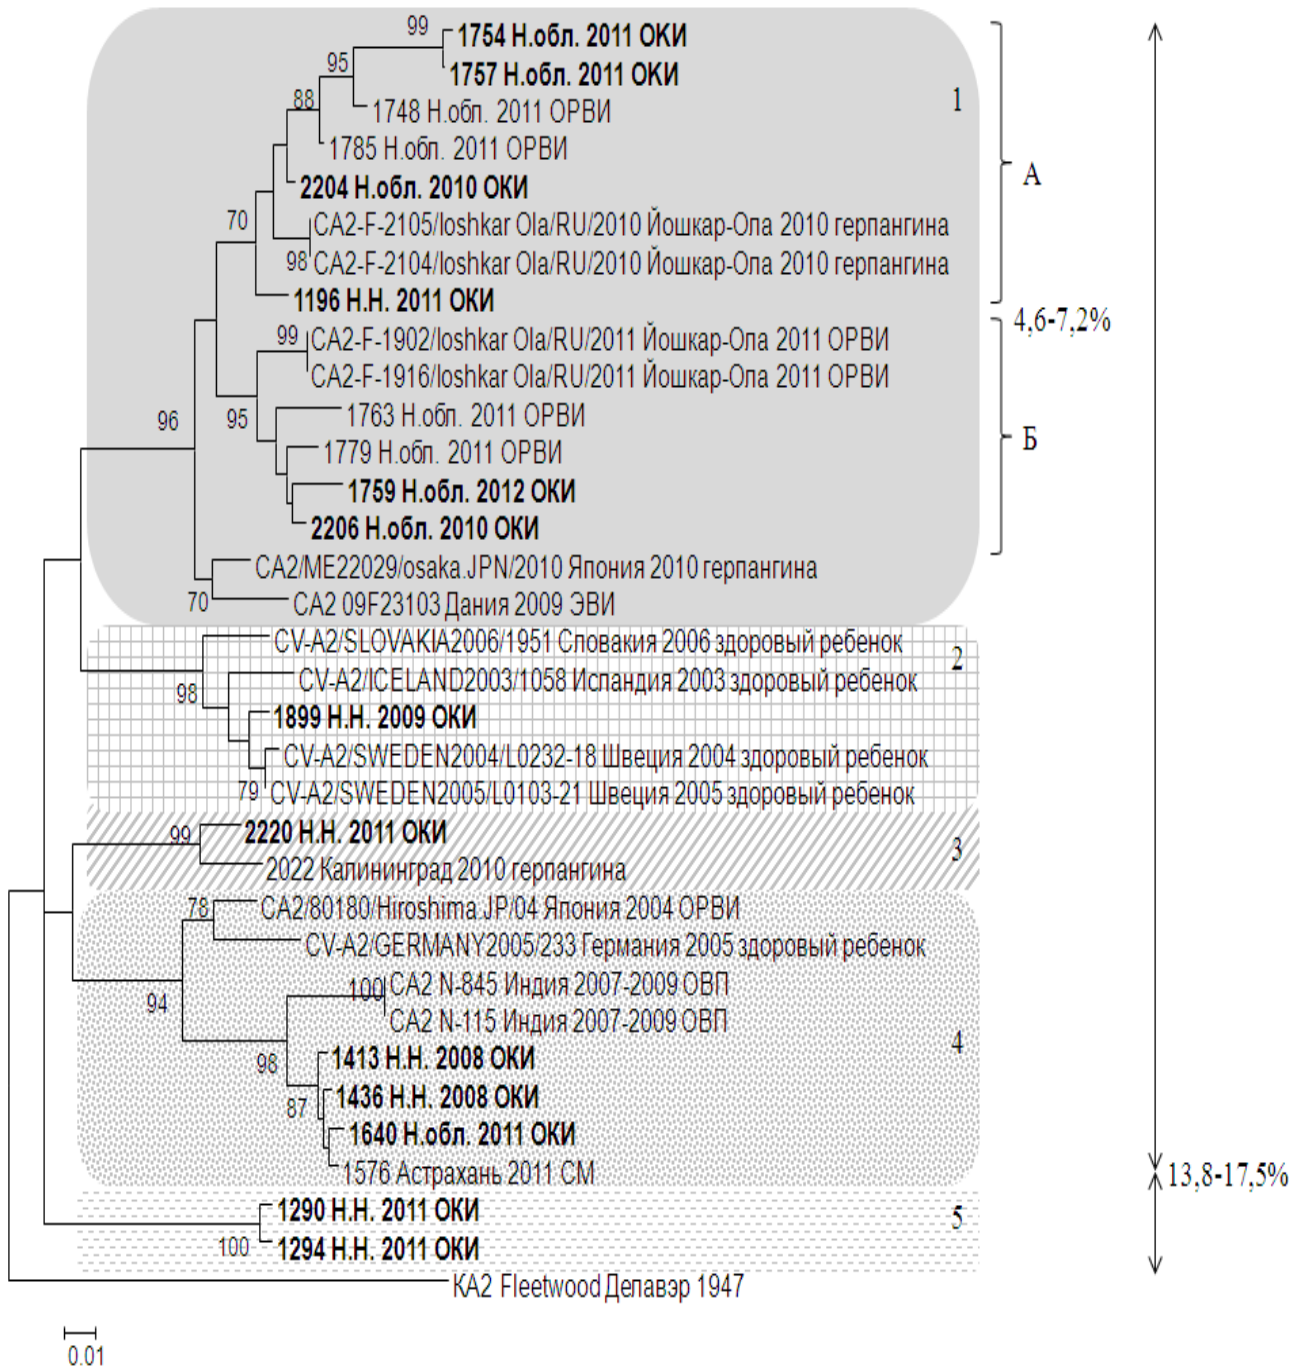 99
1754 Н.обл. 2011 ОКИ
95
1757 Н.обл. 2011 ОКИ
88
1748 Н.обл. 2011 ОРВИ
1
1785 Н.обл. 2011 ОРВИ
А
2204 Н.обл. 2010 ОКИ
70
CA2-F-2105/Ioshkar Ola/RU/2010 Йошкар-Ола 2010 герпангина
98
CA2-F-2104/Ioshkar Ola/RU/2010 Йошкар-Ола 2010 герпангина
1196 Н.Н. 2011 ОКИ
4,6-7,2%
99
CA2-F-1902/Ioshkar Ola/RU/2011 Йошкар-Ола 2011 ОРВИ
CA2-F-1916/Ioshkar Ola/RU/2011 Йошкар-Ола 2011 ОРВИ
96
95
1763 Н.обл. 2011 ОРВИ
Б
1779 Н.обл. 2011 ОРВИ
1759 Н.обл. 2012 ОКИ
2206 Н.обл. 2010 ОКИ
CA2/ME22029/osaka.JPN/2010 Япония 2010 герпангина
70
CA2 09F23103 Дания 2009 ЭВИ
CV-A2/SLOVAKIA2006/1951 Словакия 2006 здоровый ребенок
2
CV-A2/ICELAND2003/1058 Исландия 2003 здоровый ребенок
98
1899 Н.Н. 2009 ОКИ
CV-A2/SWEDEN2004/L0232-18 Швеция 2004 здоровый ребенок
79
CV-A2/SWEDEN2005/L0103-21 Швеция 2005 здоровый ребенок
99
2220 Н.Н. 2011 ОКИ
3
2022 Калининград 2010 герпангина
78
CA2/80180/Hiroshima.JP/04 Япония 2004 ОРВИ
CV-A2/GERMANY2005/233 Германия 2005 здоровый ребенок
100
CA2 N-845 Индия 2007-2009 ОВП
94
CA2 N-115 Индия 2007-2009 ОВП
4
98
1413 Н.Н. 2008 ОКИ
87
1436 Н.Н. 2008 ОКИ
1640 Н.обл. 2011 ОКИ
1576 Астрахань 2011 СМ
13,8-17,5%
1290 Н.Н. 2011 ОКИ
5
100
1294 Н.Н. 2011 ОКИ
КА2 Fleetwood Делавэр 1947
0.01